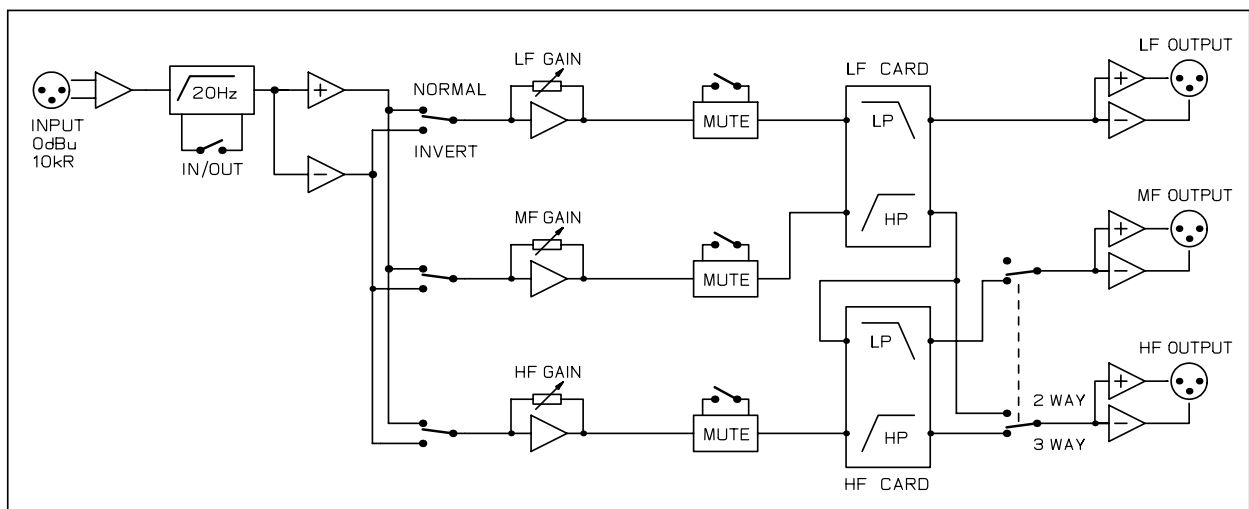 INPUT
0dBu
10kR
20Hz
IN/OUT
+
−
NORMAL
INVERT
LF GAIN
MUTE
LF CARD
LP
HP
LF OUTPUT
+
−
MF GAIN
MUTE
MF OUTPUT
+
−
HF GAIN
MUTE
LP
HP
HF CARD
2 WAY
3 WAY
HF OUTPUT
+
−